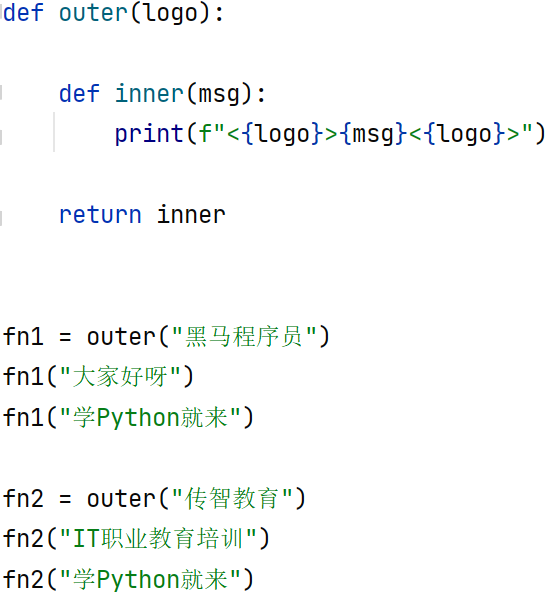 def outer(logo):
    def inner(msg):
        print(f"<{logo}>{msg}<{logo}>")
    return inner
fn1 = outer("黑马程序员")
fn1("大家好呀")
fn1("学Python就来")
fn2 = outer("传智教育")
fn2("IT职业教育培训")
fn2("学Python就来")